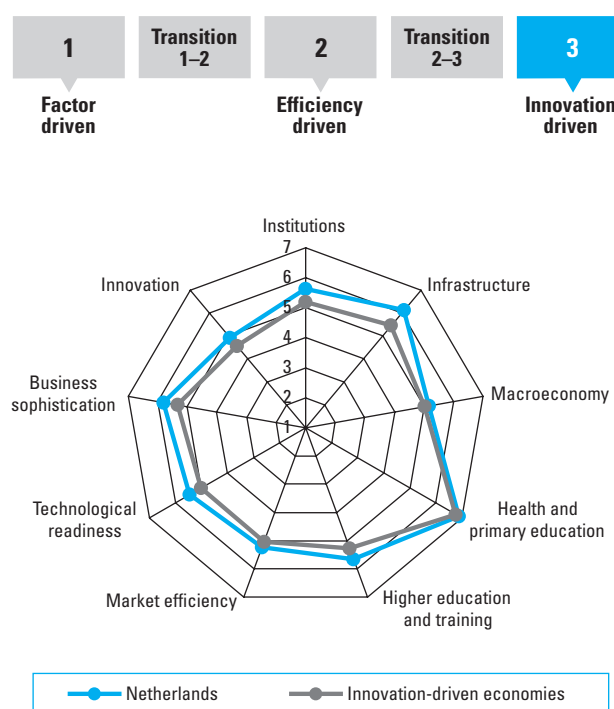 1
Transition
1–2
2
Transition
2–3
3
Factor
driven
Efficiency
driven
Innovation
driven
Institutions
7
6
5
4
3
2
1
Innovation
Infrastructure
Business
sophistication
Macroeconomy
Technological
readiness
Health and
primary education
Market efficiency
Higher education
and training
Netherlands
Innovation-driven economies